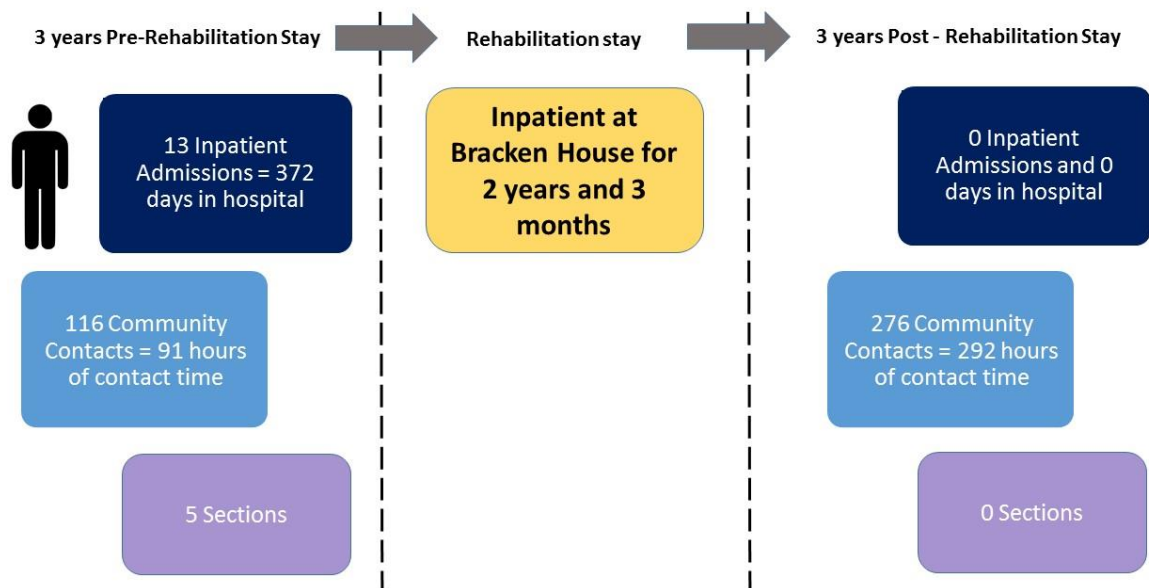 3 years Pre-Rehabilitation Stay
Rehabilitation stay
3 years Post - Rehabilitation Stay
13 Inpatient
Admissions = 372
days in hospital
Inpatient at
Bracken House for
2 years and 3
months
0 Inpatient
Admissions and 0
days in hospital
116 Community
Contacts = 91 hours
of contact time
276 Community
Contacts = 292 hours
of contact time
5 Sections
0 Sections